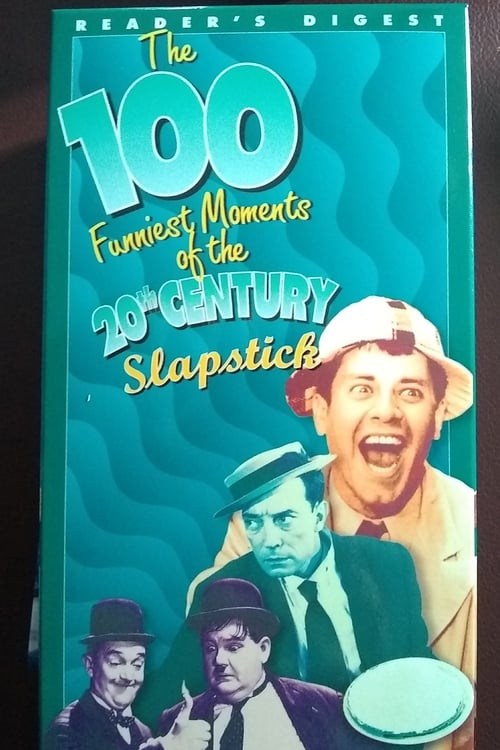 READER'S DIGEST
The
100
Funniest Moments
of the
20th CENTURY
Slapstick